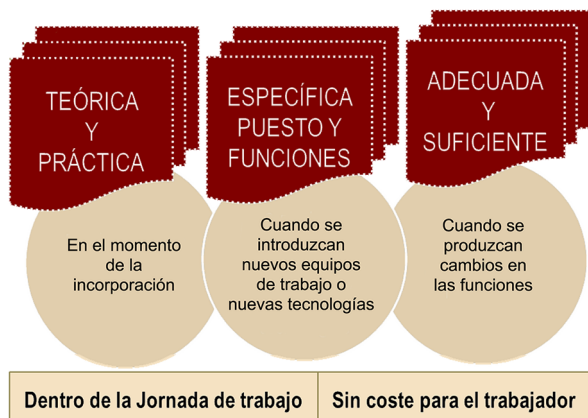 TEÓRICA
Y
PRÁCTICA
ESPECÍFICA
PUESTO Y
FUNCIONES
ADECUADA
Y
SUFICIENTE
En el momento
de la
incorporación
Cuando se
introduzcan
nuevos equipos
de trabajo o
nuevas tecnologías
Cuando se
produzcan
cambios en
las funciones
Dentro de la Jornada de trabajo
Sin coste para el trabajador